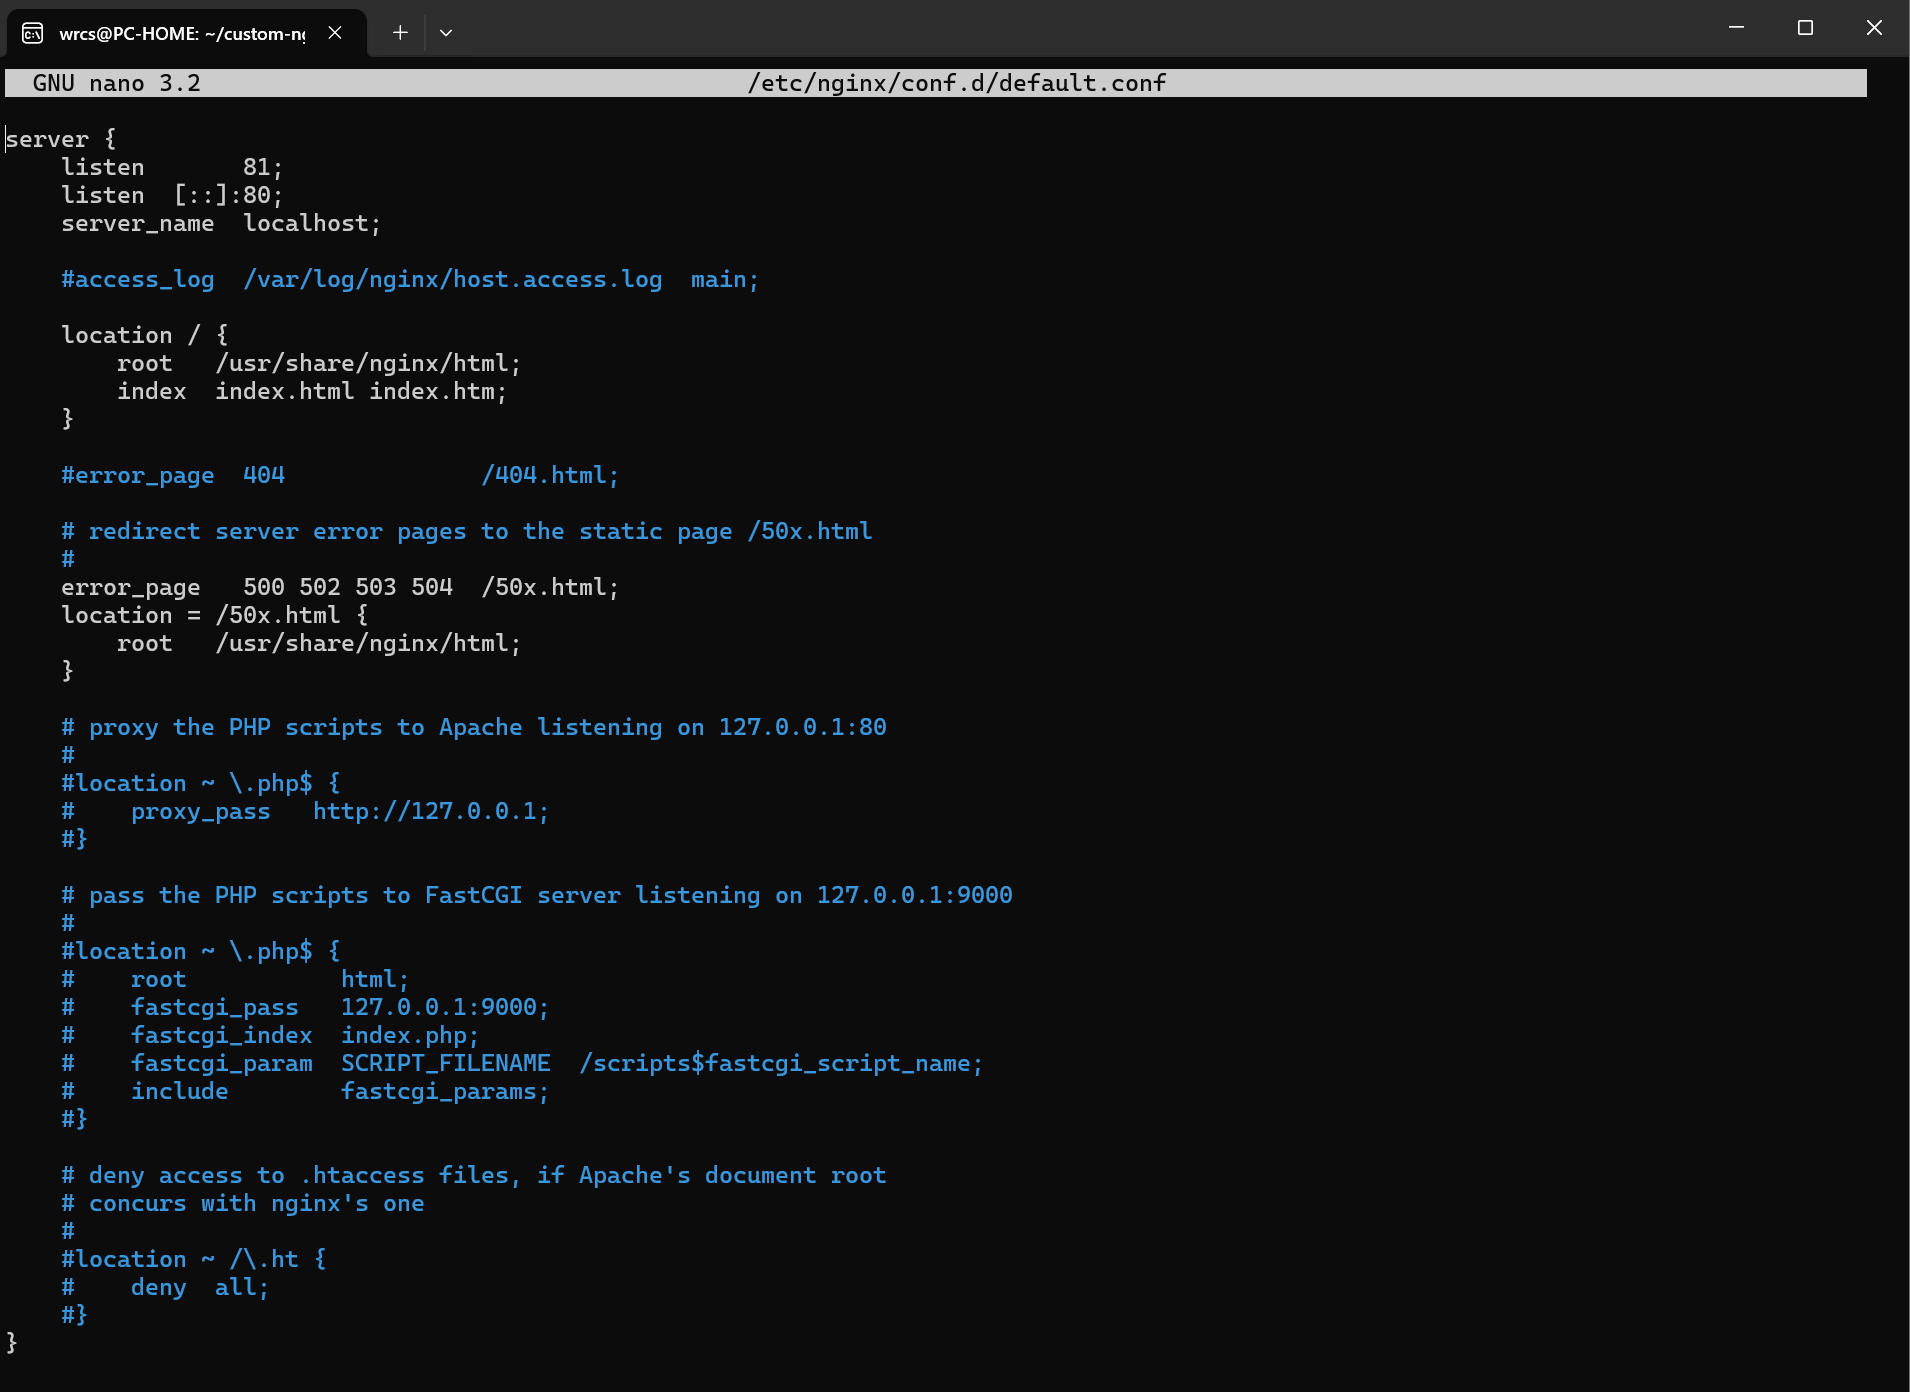 wrcs@PC-HOME: ~/custom-ng
GNU nano 3.2 /etc/nginx/conf.d/default.conf
server {
    listen       81;
    listen  [::]:80;
    server_name  localhost;
    #access_log  /var/log/nginx/host.access.log  main;
    location / {
        root   /usr/share/nginx/html;
        index  index.html index.htm;
    }
    #error_page  404              /404.html;
    # redirect server error pages to the static page /50x.html
    #
    error_page   500 502 503 504  /50x.html;
    location = /50x.html {
        root   /usr/share/nginx/html;
    }
    # proxy the PHP scripts to Apache listening on 127.0.0.1:80
    #
    #location ~ \.php$ {
    #    proxy_pass   http://127.0.0.1;
    #}
    # pass the PHP scripts to FastCGI server listening on 127.0.0.1:9000
    #
    #location ~ \.php$ {
    #    root           html;
    #    fastcgi_pass   127.0.0.1:9000;
    #    fastcgi_index  index.php;
    #    fastcgi_param  SCRIPT_FILENAME  /scripts$fastcgi_script_name;
    #    include        fastcgi_params;
    #}
    # deny access to .htaccess files, if Apache's document root
    # concurs with nginx's one
    #
    #location ~ /\.ht {
    #    deny  all;
    #}
}